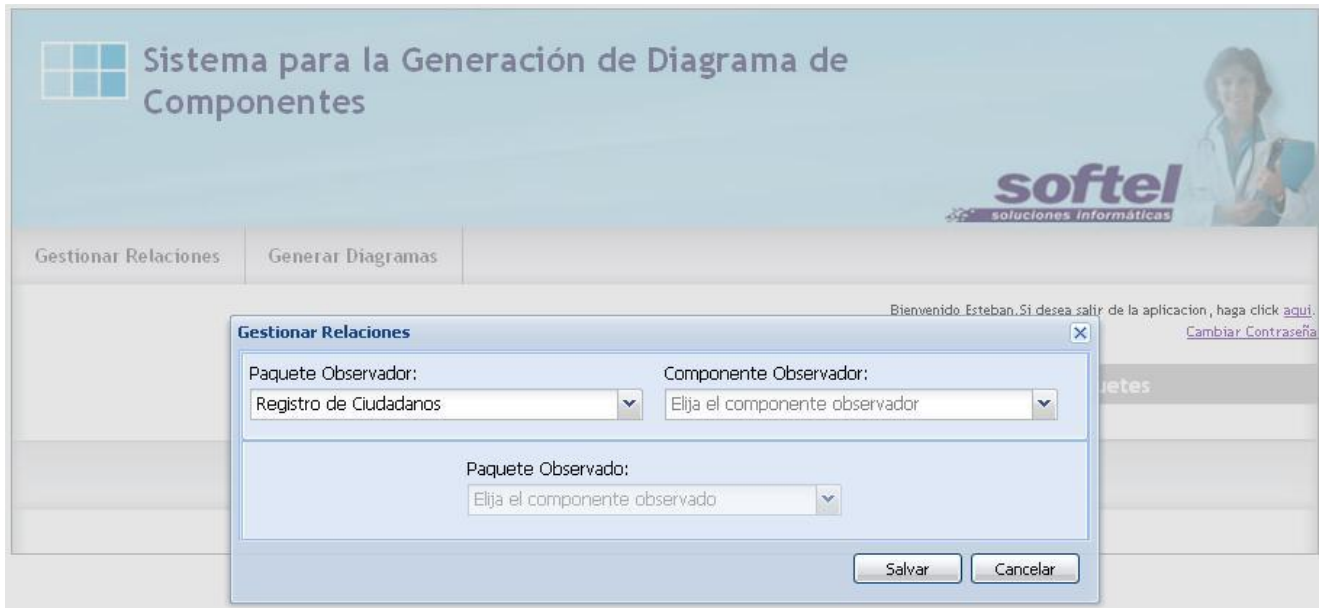 Sistema para la Generación de Diagrama de
Componentes
softel
soluciones informáticas
Gestionar Relaciones Generar Diagramas
Bienvenido Esteban.Si desea salir de la aplicacion, haga click aqui.
Cambiar Contraseña
Gestionar Relaciones
Paquete Observador: Componente Observador:
Registro de Ciudadanos Elija el componente observador
Paquete Observado:
Elija el componente observado
Salvar Cancelar